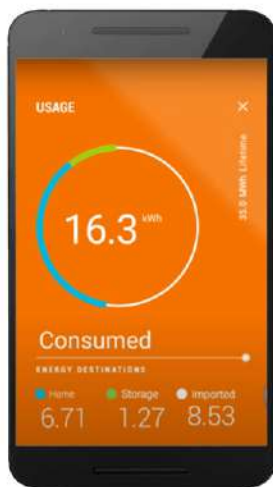 USAGE
35.0 MWh Lifetime
16.3 kWh
Consumed
ENERGY DESTINATIONS
Home Storage Imported
6.71 1.27 8.53